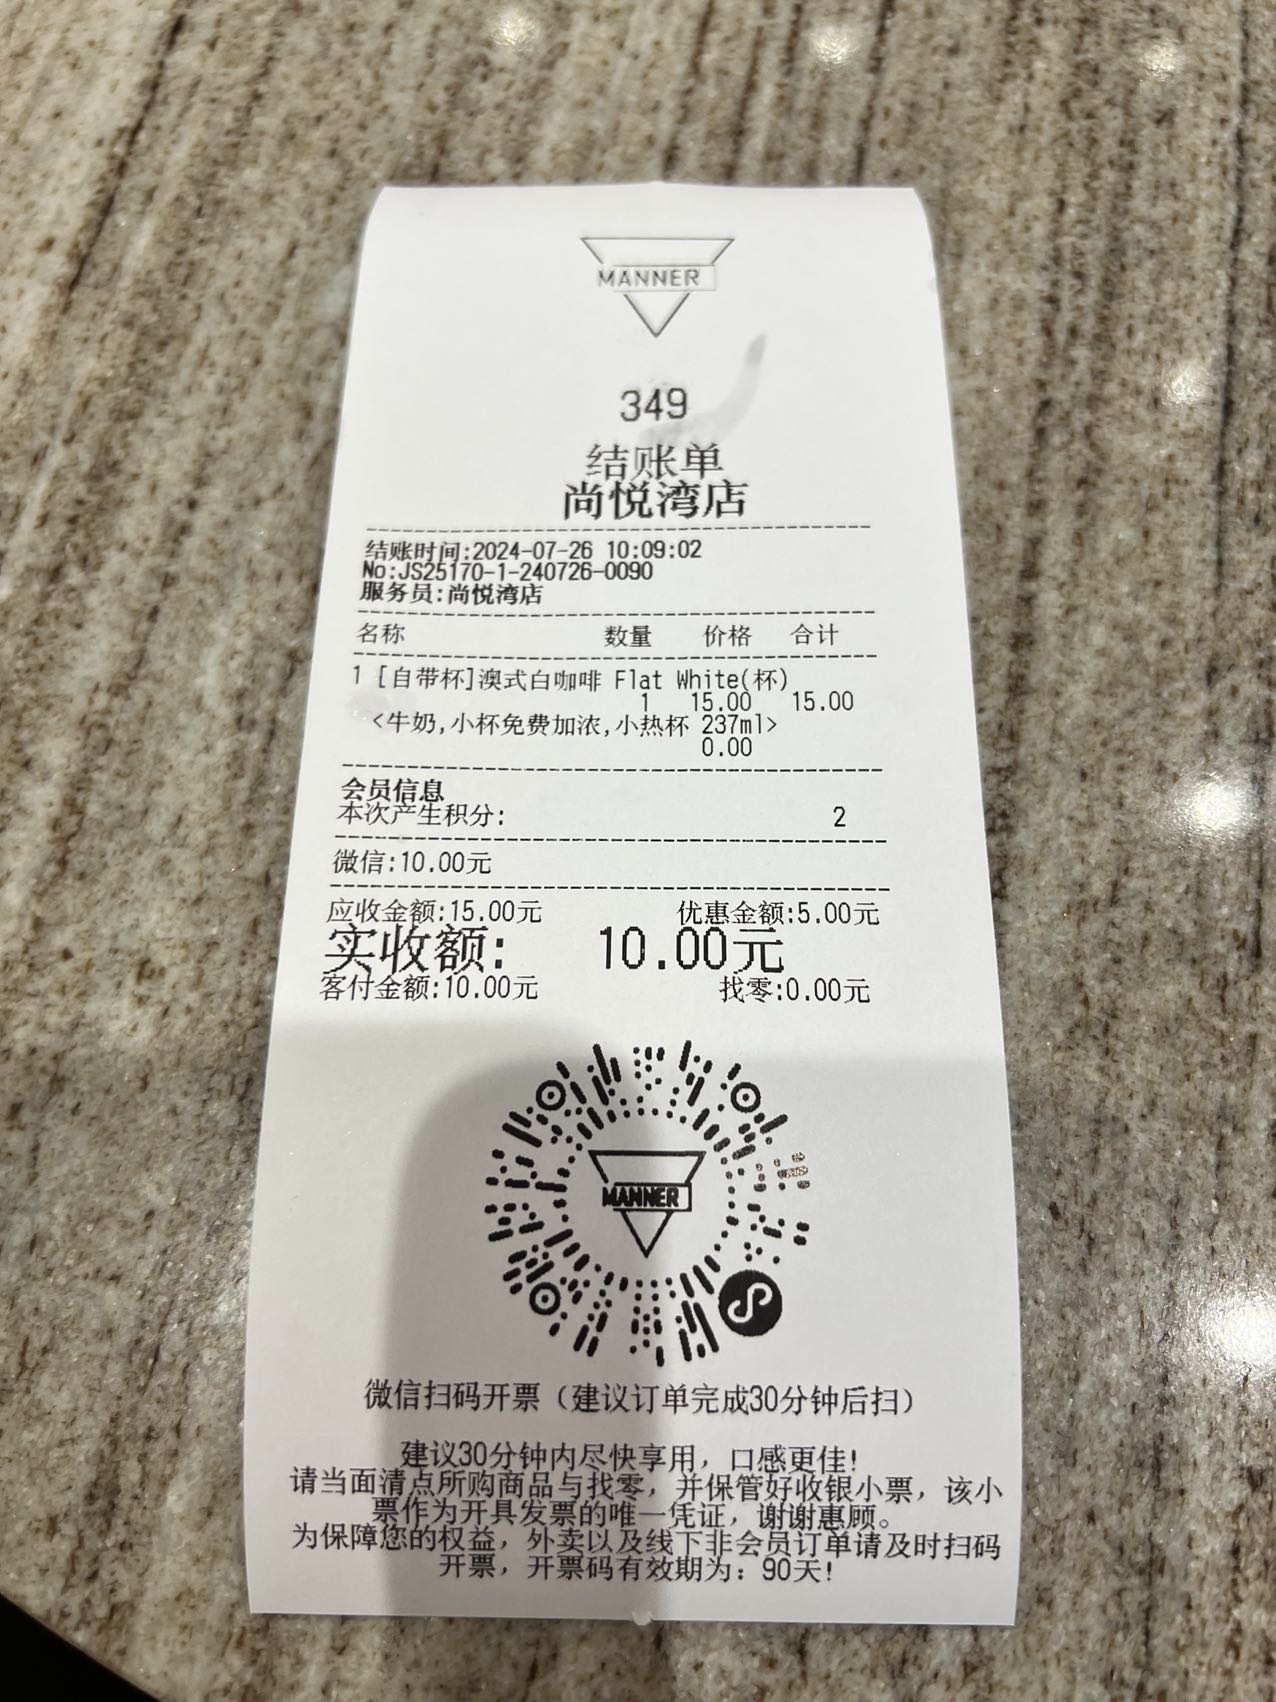 MANNER
349
结账单
尚悦湾店
结账时间:2024-07-26 10:09:02
No:JS25170-1-240726-0090
服务员:尚悦湾店
名称 数量 价格 合计
1 [自带杯]澳式白咖啡 Flat White(杯)
1 15.00 15.00
<牛奶,小杯免费加浓,小热杯 237ml>
0.00
会员信息
本次产生积分: 2
微信:10.00元
应收金额:15.00元 优惠金额:5.00元
实收额: 10.00元
客付金额:10.00元 找零:0.00元
MANNER
微信扫码开票（建议订单完成30分钟后扫）
建议30分钟内尽快享用，口感更佳!
请当面清点所购商品与找零，并保管好收银小票，该小
票作为开具发票的唯一凭证，谢谢惠顾。
为保障您的权益，外卖以及线下非会员订单请及时扫码
开票，开票码有效期为：90天!